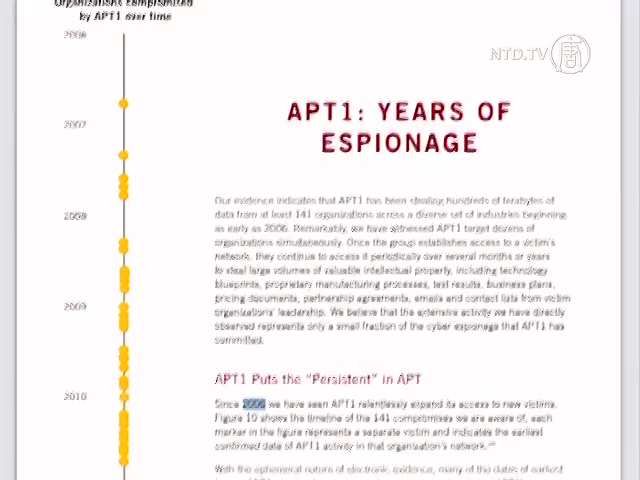 Organizations compromised
by APT1 over time
2006
2007
2008
2009
2010
NTD.TV 唐
APT1: YEARS OF
ESPIONAGE
Our evidence indicates that APT1 has been stealing hundreds of terabytes of
data from at least 141 organizations across a diverse set of industries beginning
as early as 2006. Remarkably, we have witnessed APT1 target dozens of
organizations simultaneously. Once the group establishes access to a victim's
network, they continue to access it periodically over several months or years
to steal large volumes of valuable intellectual property, including technology
blueprints, proprietary manufacturing processes, test results, business plans,
pricing documents, partnership agreements, emails and contact lists from victim
organizations' leadership. We believe that the extensive activity we have directly
observed represents only a small fraction of the cyber espionage that APT1 has
committed.
APT1 Puts the "Persistent" in APT
Since 2006 we have seen APT1 relentlessly expand its access to new victims.
Figure 10 shows the timeline of the 141 compromises we are aware of; each
marker in the figure represents a separate victim and indicates the earliest
confirmed date of APT1 activity in that organization's network.
With the ephemeral nature of electronic evidence, many of the dates of earliest